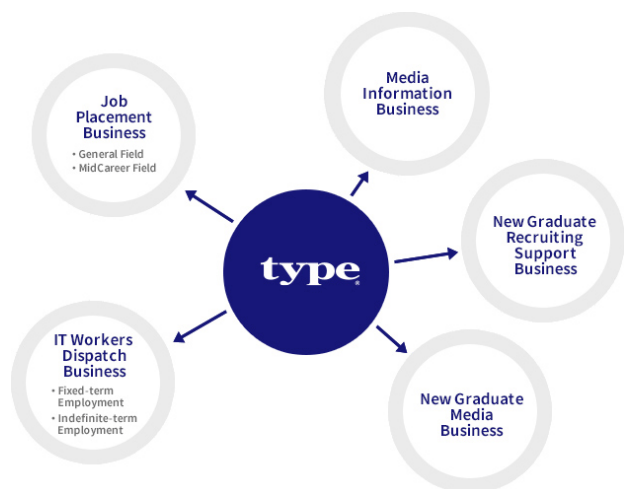 Media
Information
Business
Job
Placement
Business
• General Field
• MidCareer Field
New Graduate
Recruiting
Support
Business
type®
IT Workers
Dispatch
Business
• Fixed-term
Employment
• Indefinite-term
Employment
New Graduate
Media
Business